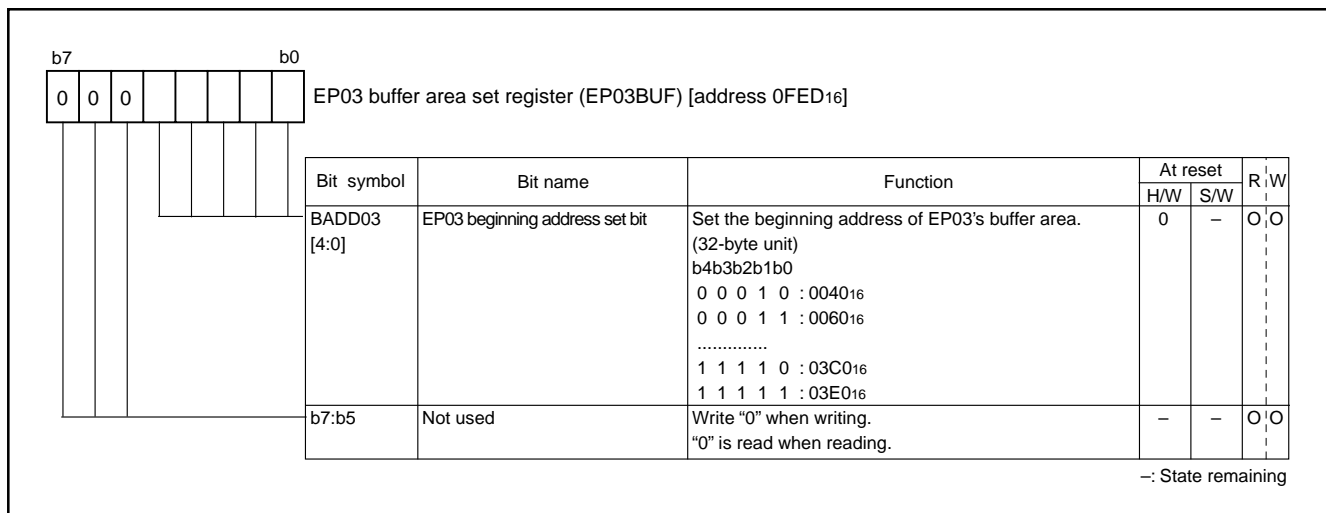 b7 b0
0 0 0 EP03 buffer area set register (EP03BUF) [address 0FED16]
Bit symbol Bit name Function At reset R W
H/W S/W
BADD03 EP03 beginning address set bit Set the beginning address of EP03's buffer area. 0 – O O
[4:0] (32-byte unit)
b4b3b2b1b0
0 0 0 1 0 : 004016
0 0 0 1 1 : 006016
..............
1 1 1 1 0 : 03C016
1 1 1 1 1 : 03E016
b7:b5 Not used Write “0” when writing. – – O O
“0” is read when reading.
–: State remaining